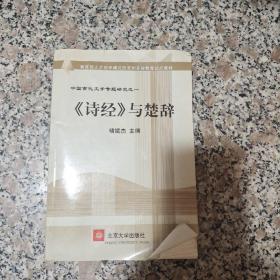 中国古代文学专题研究之一
《诗经》与楚辞
褚斌杰 主编
北京大学出版社